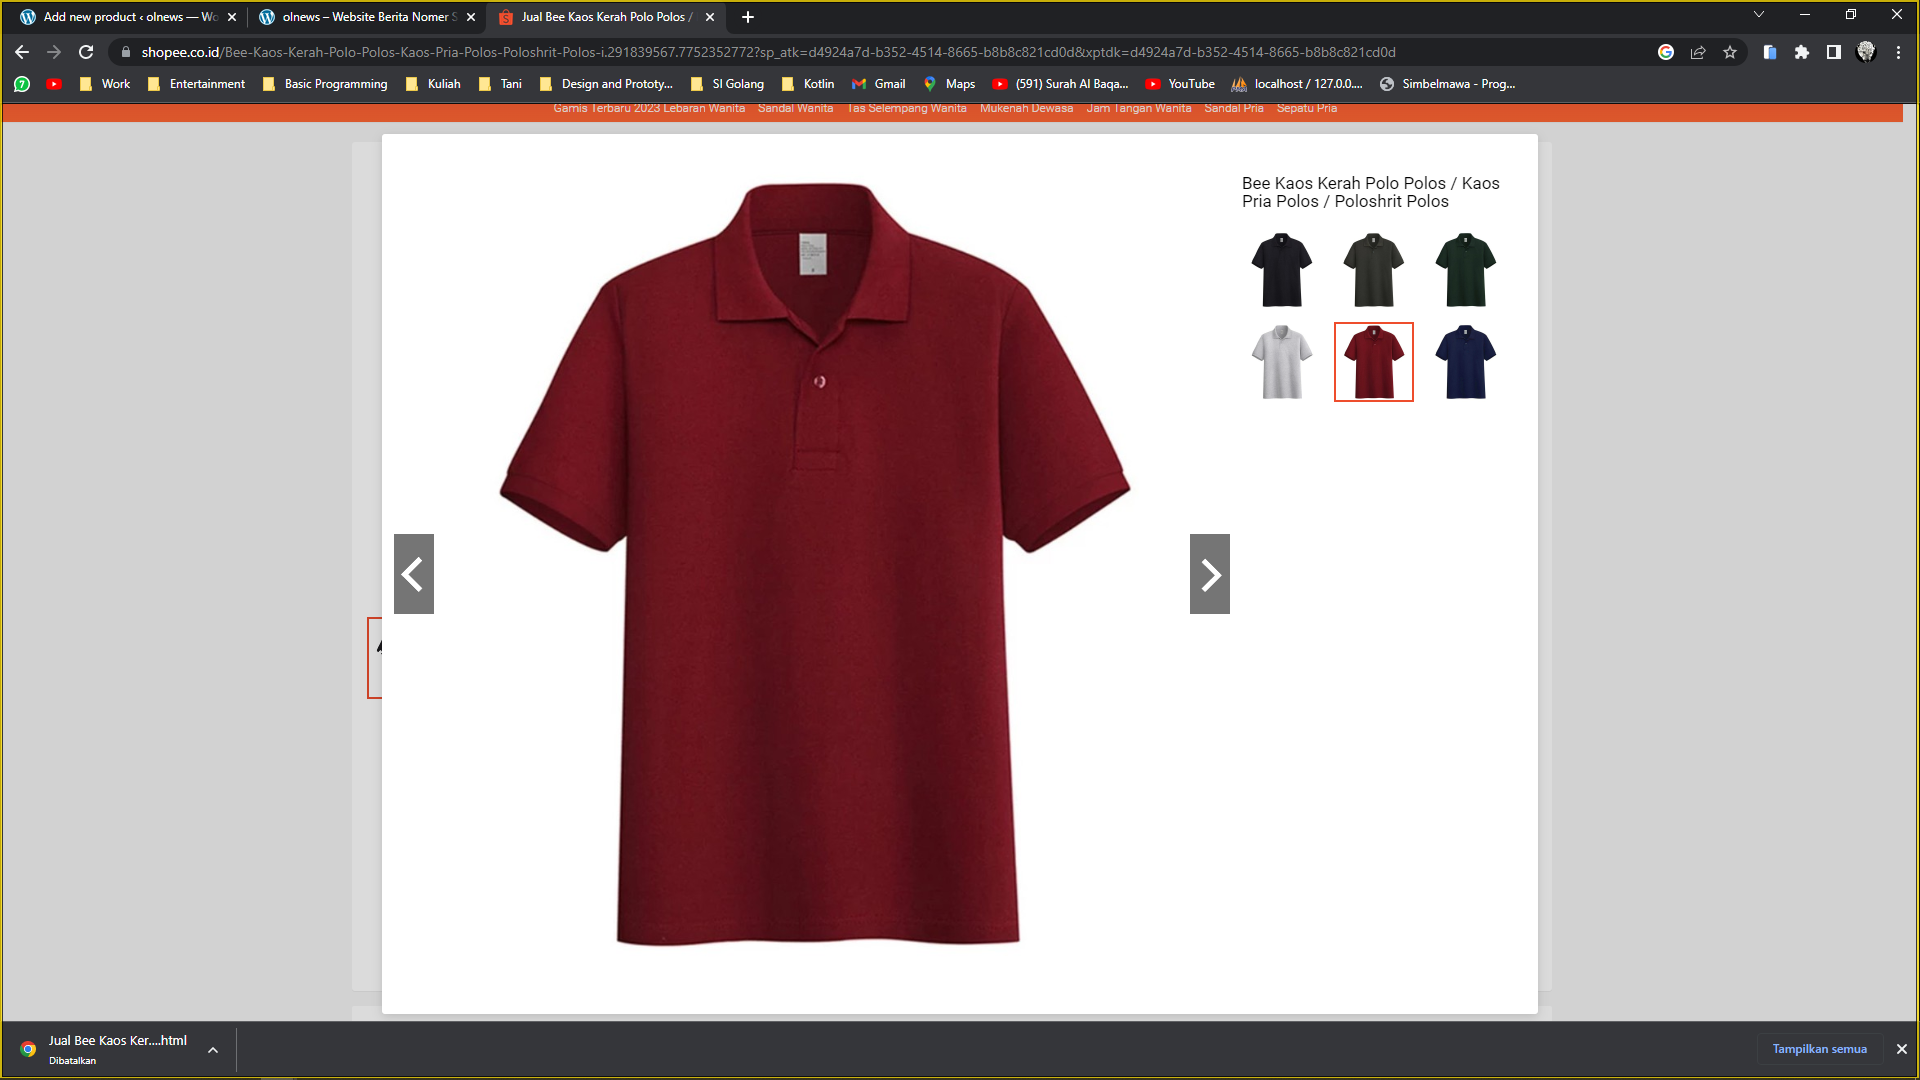 Add new product ‹ olnews — Wo
olnews – Website Berita Nomer S
Jual Bee Kaos Kerah Polo Polos /
shopee.co.id/Bee-Kaos-Kerah-Polo-Polos-Kaos-Pria-Polos-Poloshrit-Polos-i.291839567.7752352772?sp_atk=d4924a7d-b352-4514-8665-b8b8c821cd0d&xptdk=d4924a7d-b352-4514-8665-b8b8c821cd0d
7 Work Entertainment Basic Programming Kuliah Tani Design and Prototy... SI Golang Kotlin Gmail Maps (591) Surah Al Baqa... YouTube localhost / 127.0.0.... Simbelmawa - Prog...
Gamis Terbaru 2023 Lebaran Wanita Sandal Wanita Tas Selempang Wanita Mukenah Dewasa Jam Tangan Wanita Sandal Pria Sepatu Pria
Bee Kaos Kerah Polo Polos / Kaos
Pria Polos / Poloshrit Polos
Jual Bee Kaos Ker....html
Dibatalkan
Tampilkan semua